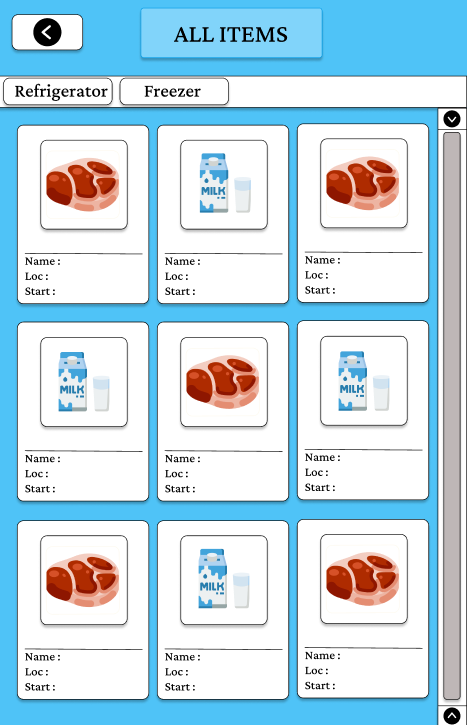 ALL ITEMS
Refrigerator
Freezer
MILK
Name :
Loc :
Start :
Name :
Loc :
Start :
Name :
Loc :
Start :
MILK
MILK
Name :
Loc :
Start :
Name :
Loc :
Start :
Name :
Loc :
Start :
MILK
Name :
Loc :
Start :
Name :
Loc :
Start :
Name :
Loc :
Start :